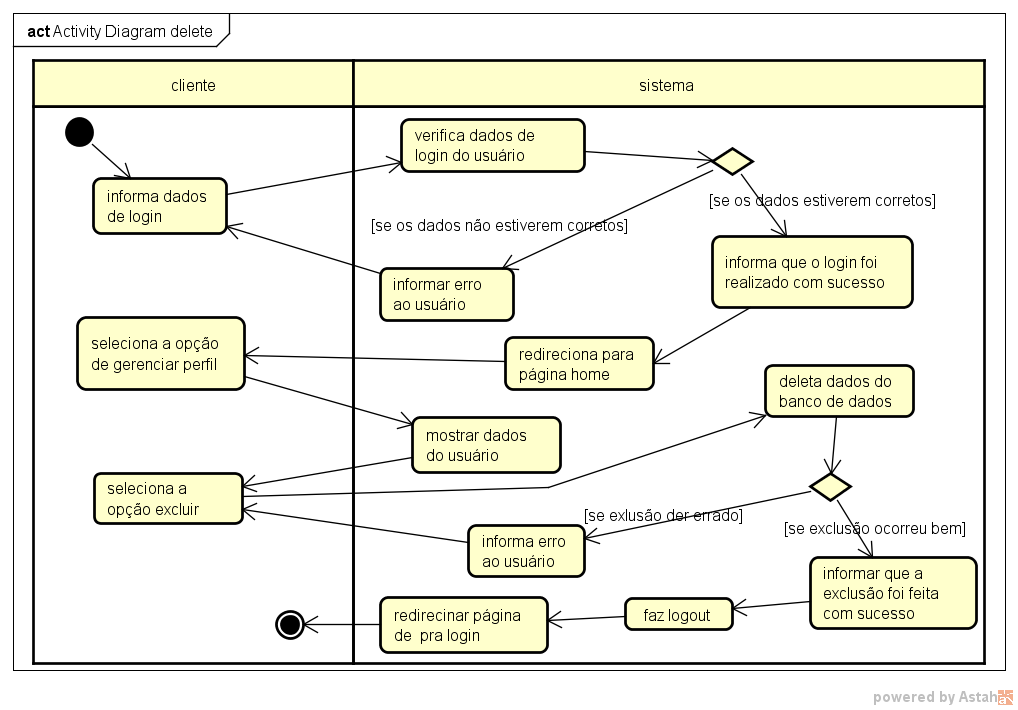 act Activity Diagram delete
cliente
sistema
verifica dados de
login do usuário
informa dados
de login
[se os dados estiverem corretos]
[se os dados não estiverem corretos]
informa que o login foi
realizado com sucesso
informar erro
ao usuário
seleciona a opção
de gerenciar perfil
redireciona para
página home
deleta dados do
banco de dados
mostrar dados
do usuário
seleciona a
opção excluir
[se exlusão der errado]
[se exclusão ocorreu bem]
informa erro
ao usuário
informar que a
exclusão foi feita
com sucesso
faz logout
redirecinar página
de pra login
powered by Astah